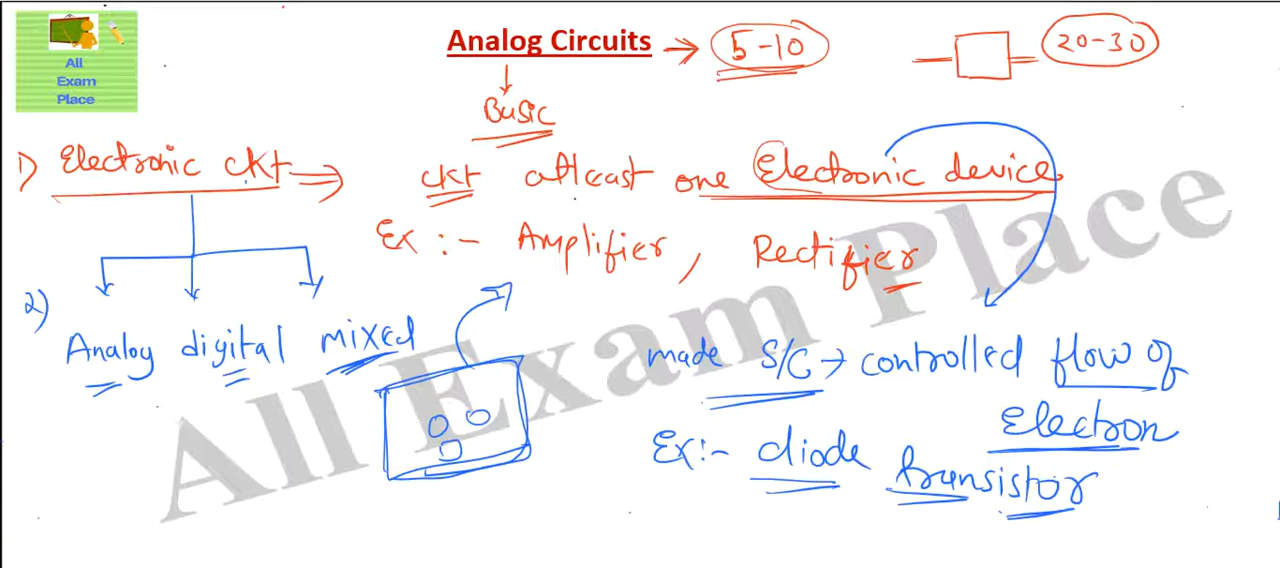 All
Exam
Place
Analog Circuits → 5-10
20-30
Basic
1) Electronic ckt ⇒ ckt atleast one Electronic device
Ex :- Amplifier, Rectifier
2) Analog digital mixed
made S/C → controlled flow of
Electron
Ex:- diode transistor
All Exam Place